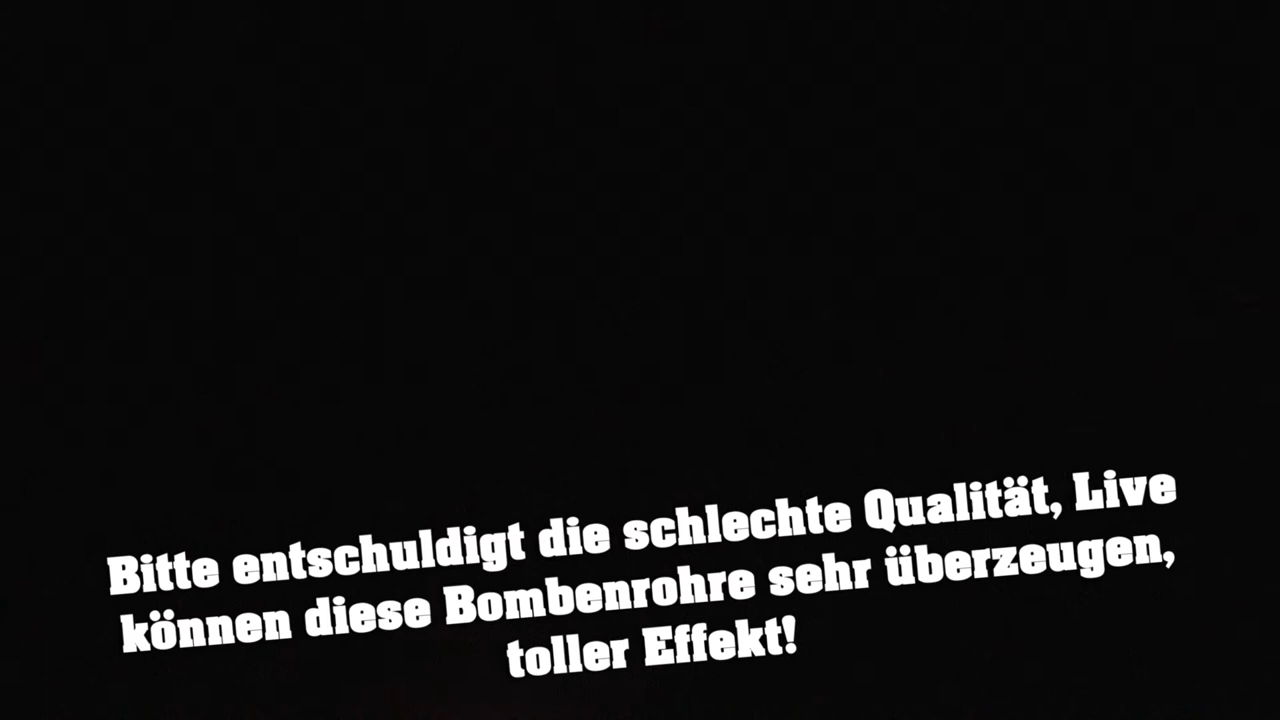 Bitte entschuldigt die schlechte Qualität, Live
können diese Bombenrohre sehr überzeugen,
toller Effekt!